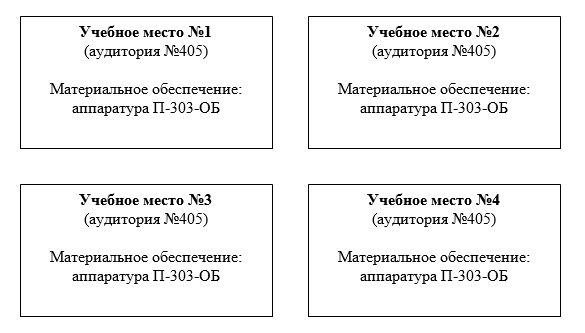 Учебное место №1
(аудитория №405)
Материальное обеспечение:
аппаратура П-303-ОБ
Учебное место №2
(аудитория №405)
Материальное обеспечение:
аппаратура П-303-ОБ
Учебное место №3
(аудитория №405)
Материальное обеспечение:
аппаратура П-303-ОБ
Учебное место №4
(аудитория №405)
Материальное обеспечение:
аппаратура П-303-ОБ